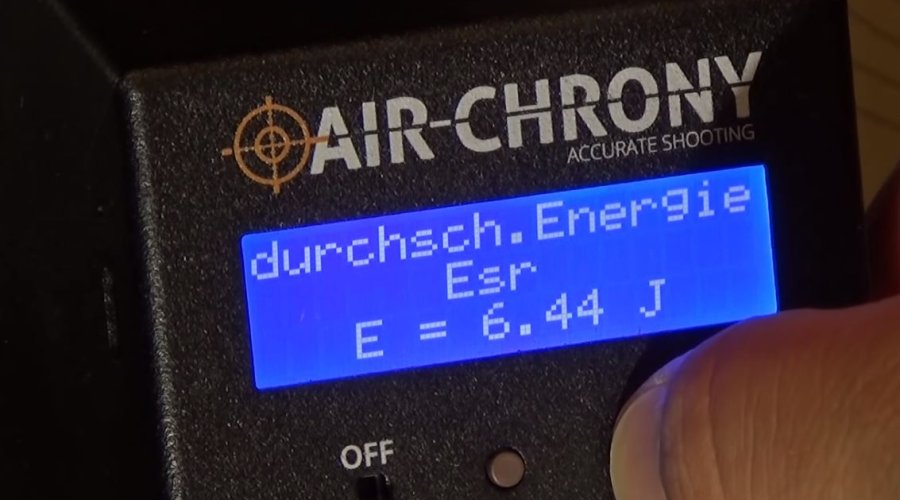 AIR-CHRONY
ACCURATE SHOOTING
durchsch.Energie
Esr
E = 6.44 J
OFF